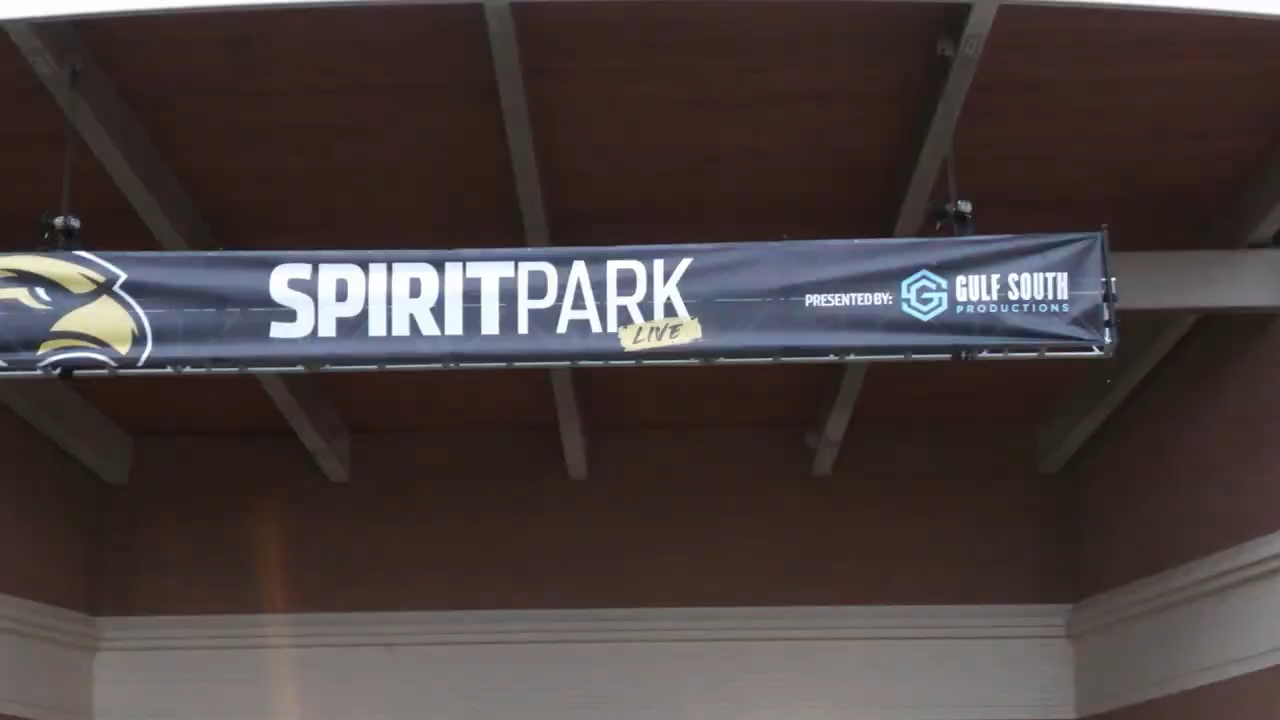 SPIRITPARK
LIVE
PRESENTED BY:
GULF SOUTH
PRODUCTIONS